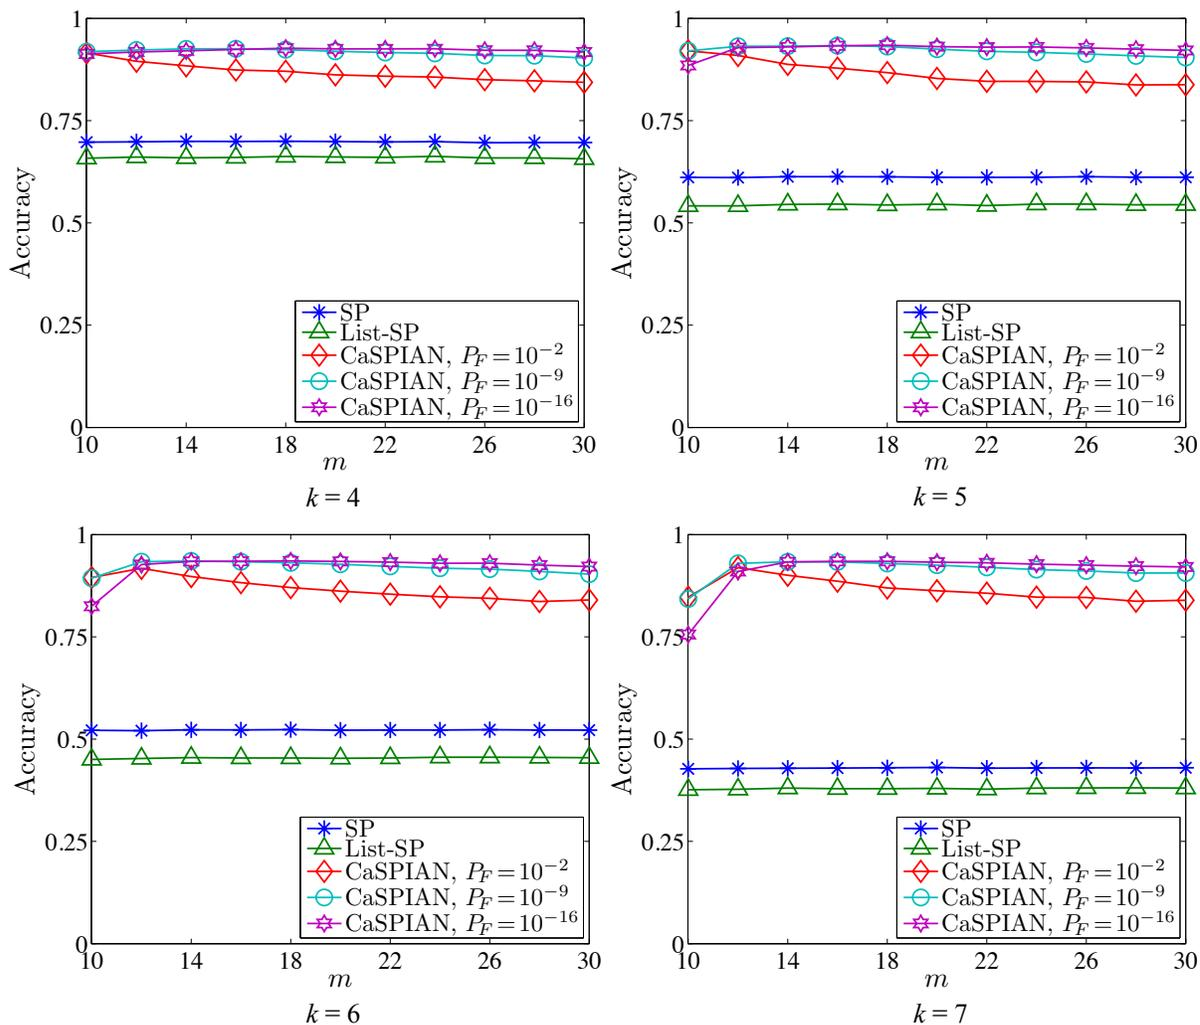 1
0.75
0.5
0.25
0
Accuracy
SP
List-SP
CaSPIAN, P_F = 10^{-2}
CaSPIAN, P_F = 10^{-9}
CaSPIAN, P_F = 10^{-16}
10 14 18 22 26 30
m
k = 4
1
0.75
0.5
0.25
0
Accuracy
SP
List-SP
CaSPIAN, P_F = 10^{-2}
CaSPIAN, P_F = 10^{-9}
CaSPIAN, P_F = 10^{-16}
10 14 18 22 26 30
m
k = 5
1
0.75
0.5
0.25
0
Accuracy
SP
List-SP
CaSPIAN, P_F = 10^{-2}
CaSPIAN, P_F = 10^{-9}
CaSPIAN, P_F = 10^{-16}
10 14 18 22 26 30
m
k = 6
1
0.75
0.5
0.25
0
Accuracy
SP
List-SP
CaSPIAN, P_F = 10^{-2}
CaSPIAN, P_F = 10^{-9}
CaSPIAN, P_F = 10^{-16}
10 14 18 22 26 30
m
k = 7